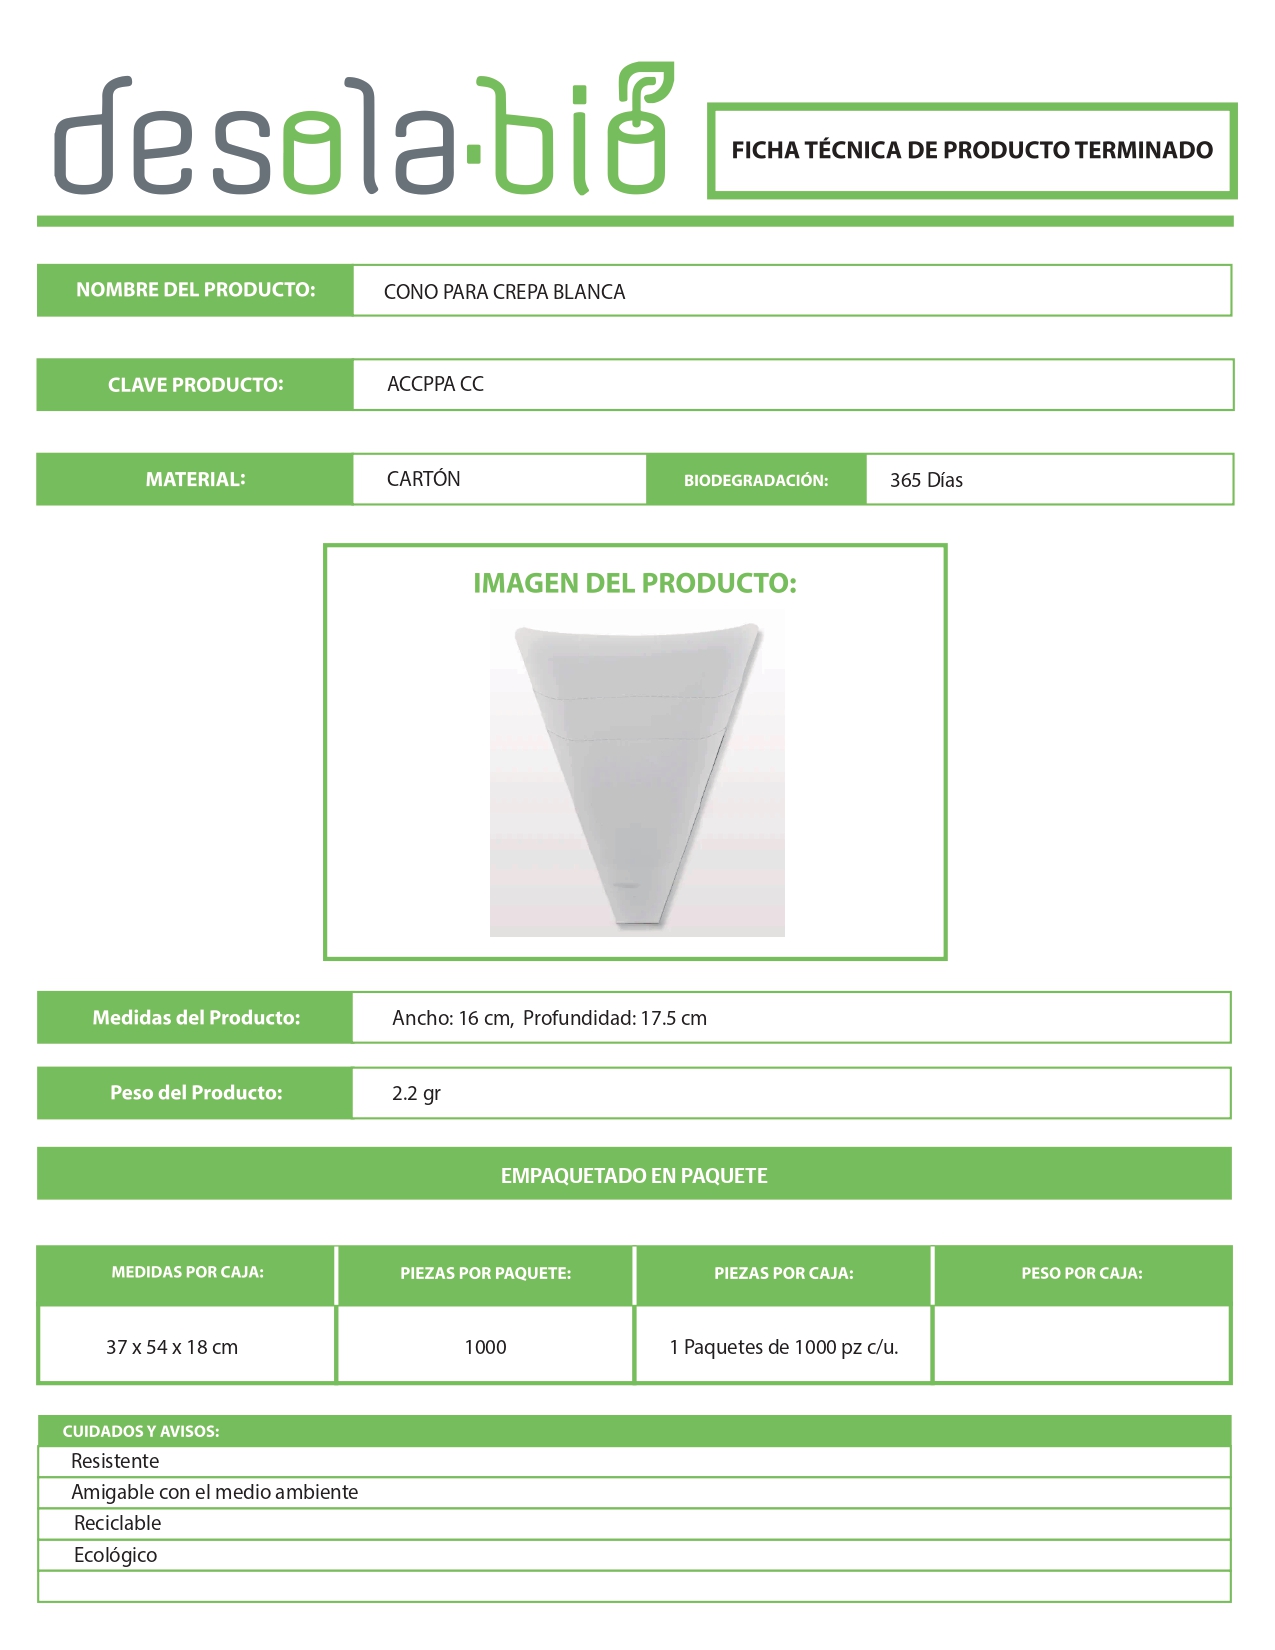 desola.bio
FICHA TÉCNICA DE PRODUCTO TERMINADO
NOMBRE DEL PRODUCTO:
CONO PARA CREPA BLANCA
CLAVE PRODUCTO:
ACCPPA CC
MATERIAL:
CARTÓN
BIODEGRADACIÓN:
365 Días
IMAGEN DEL PRODUCTO:
Medidas del Producto:
Ancho: 16 cm, Profundidad: 17.5 cm
Peso del Producto:
2.2 gr
EMPAQUETADO EN PAQUETE
MEDIDAS POR CAJA:
PIEZAS POR PAQUETE:
PIEZAS POR CAJA:
PESO POR CAJA:
37 x 54 x 18 cm
1000
1 Paquetes de 1000 pz c/u.
CUIDADOS Y AVISOS:
Resistente
Amigable con el medio ambiente
Reciclable
Ecológico